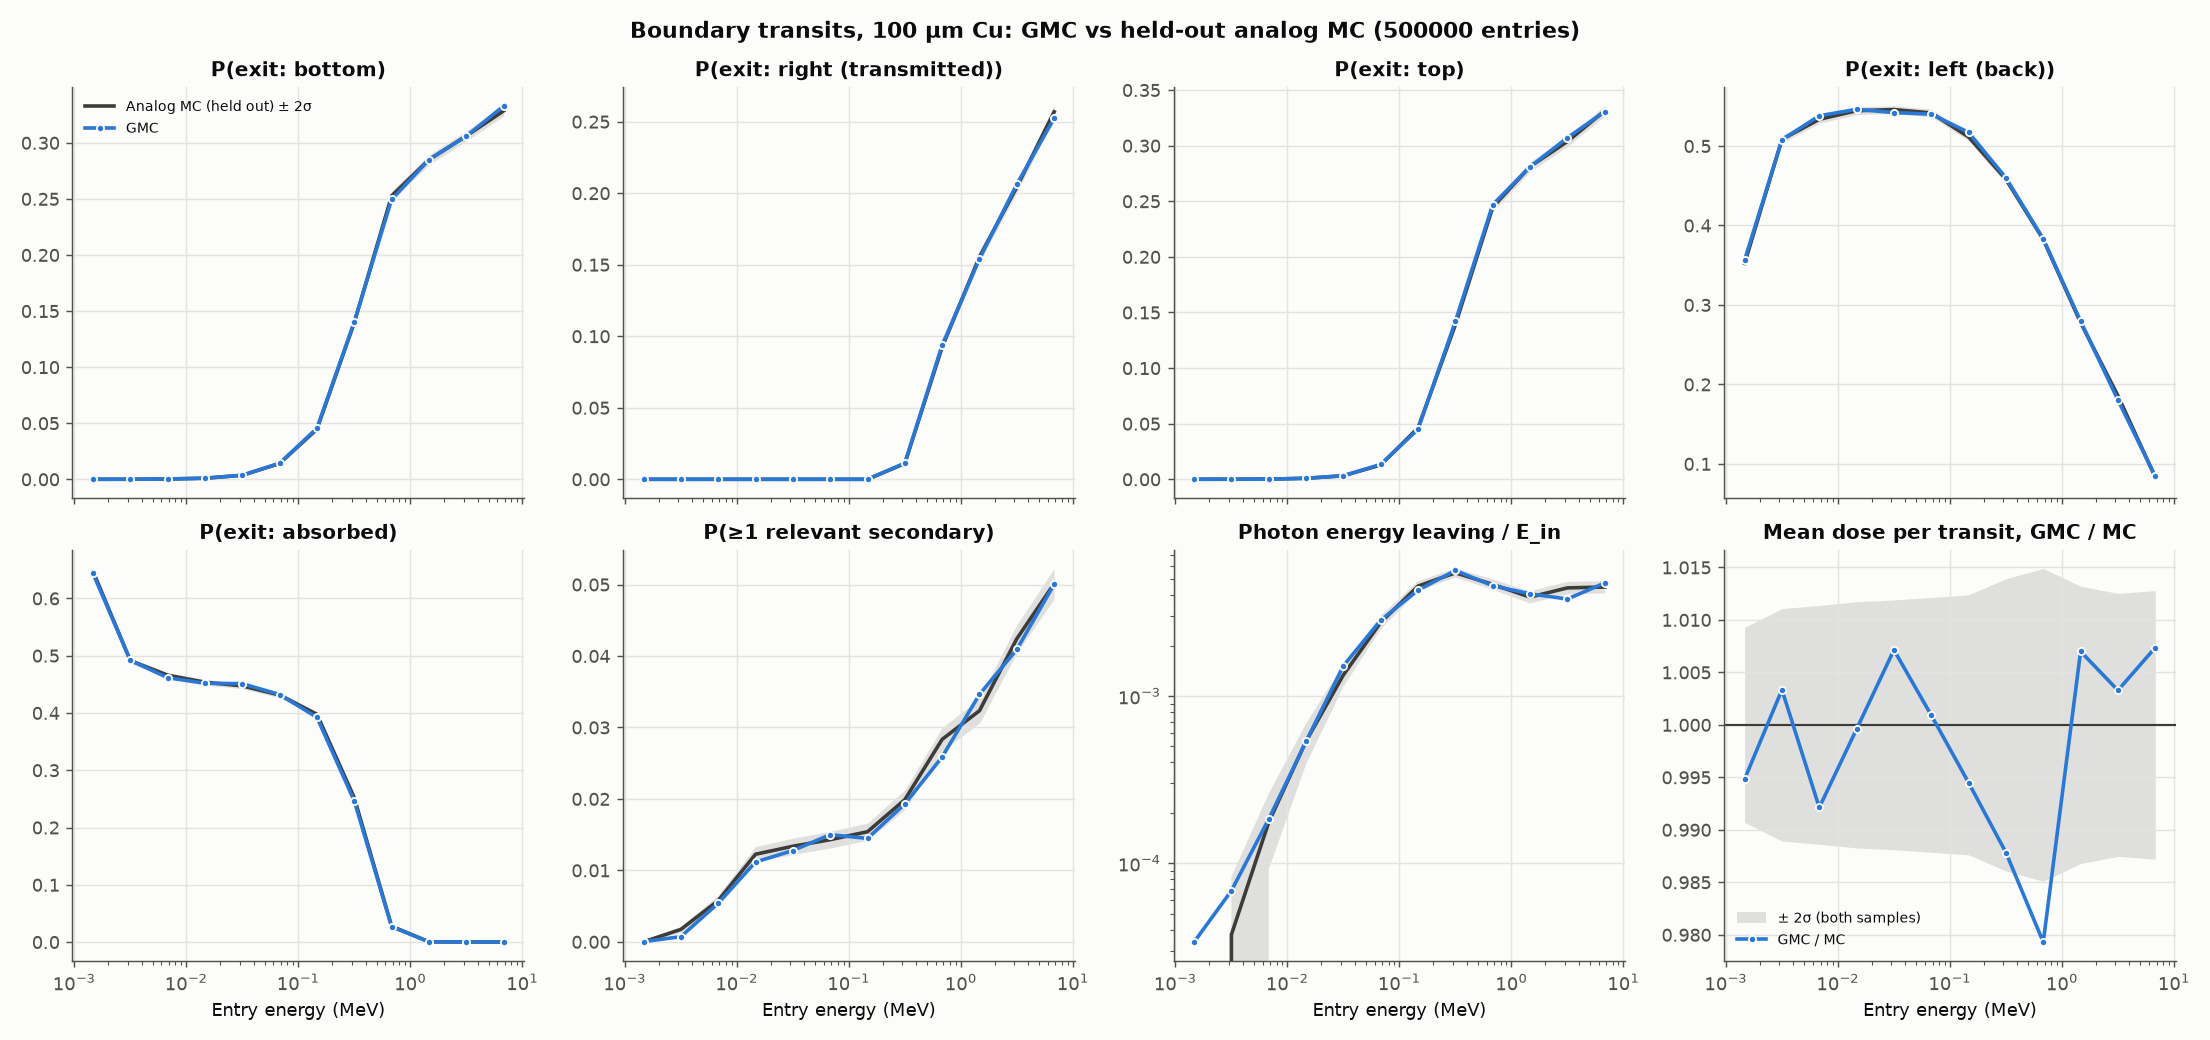 Boundary transits, 100 µm Cu: GMC vs held-out analog MC (500000 entries)
P(exit: bottom)
Analog MC (held out) ± 2σ
GMC
0.30
0.25
0.20
0.15
0.10
0.05
0.00
P(exit: right (transmitted))
0.25
0.20
0.15
0.10
0.05
0.00
P(exit: top)
0.35
0.30
0.25
0.20
0.15
0.10
0.05
0.00
P(exit: left (back))
0.5
0.4
0.3
0.2
0.1
P(exit: absorbed)
0.6
0.5
0.4
0.3
0.2
0.1
0.0
10⁻³ 10⁻² 10⁻¹ 10⁰ 10¹
Entry energy (MeV)
P(≥1 relevant secondary)
0.05
0.04
0.03
0.02
0.01
0.00
10⁻³ 10⁻² 10⁻¹ 10⁰ 10¹
Entry energy (MeV)
Photon energy leaving / E_in
10⁻³
10⁻⁴
10⁻³ 10⁻² 10⁻¹ 10⁰ 10¹
Entry energy (MeV)
Mean dose per transit, GMC / MC
1.015
1.010
1.005
1.000
0.995
0.990
0.985
0.980
± 2σ (both samples)
GMC / MC
10⁻³ 10⁻² 10⁻¹ 10⁰ 10¹
Entry energy (MeV)